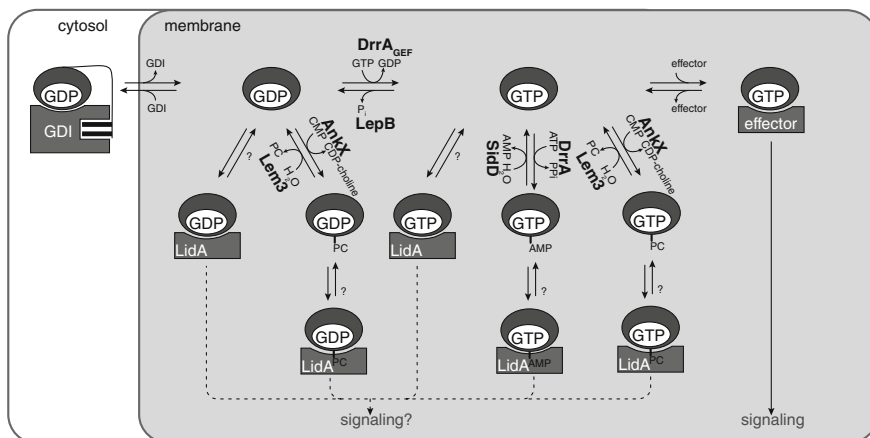 cytosol
membrane
GDI
GDI
GDP
GDI
GDP
DrrAGEF
GTP GDP
Pi
LepB
GTP
effector
effector
GTP
effector
?
AnkX
CMP CDP-choline
PC H2O
Lem3
?
SidD
AMP H2O
ATP PPi
DrrA
AnkX
CMP CDP-choline
PC H2O
Lem3
GDP
LidA
GDP
PC
GTP
LidA
GTP
AMP
GTP
PC
?
?
?
GDP
LidA PC
GTP
LidA AMP
GTP
LidA PC
signaling?
signaling